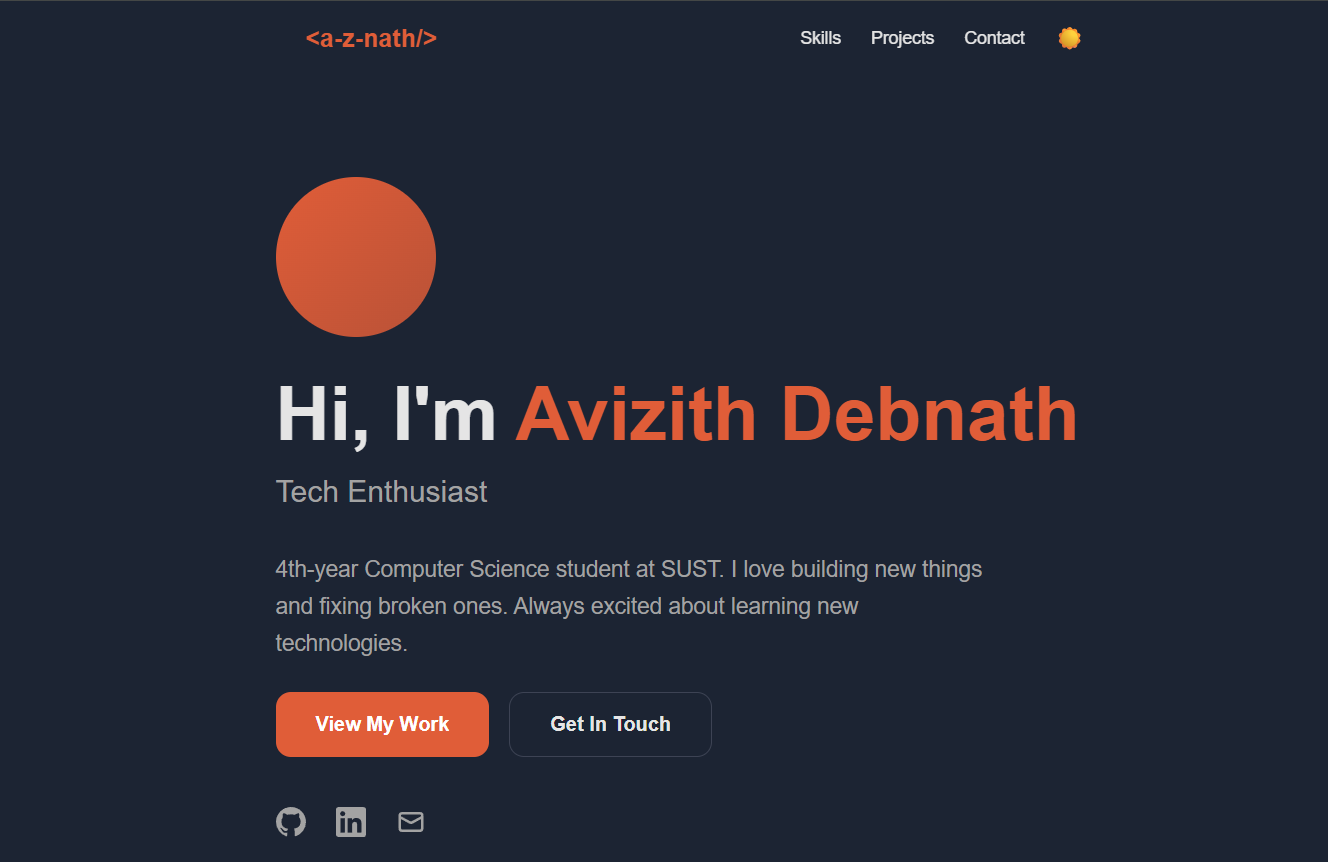 <a-z-nath/>
Skills Projects Contact
Hi, I'm Avizith Debnath
Tech Enthusiast
4th-year Computer Science student at SUST. I love building new things
and fixing broken ones. Always excited about learning new
technologies.
View My Work
Get In Touch
in